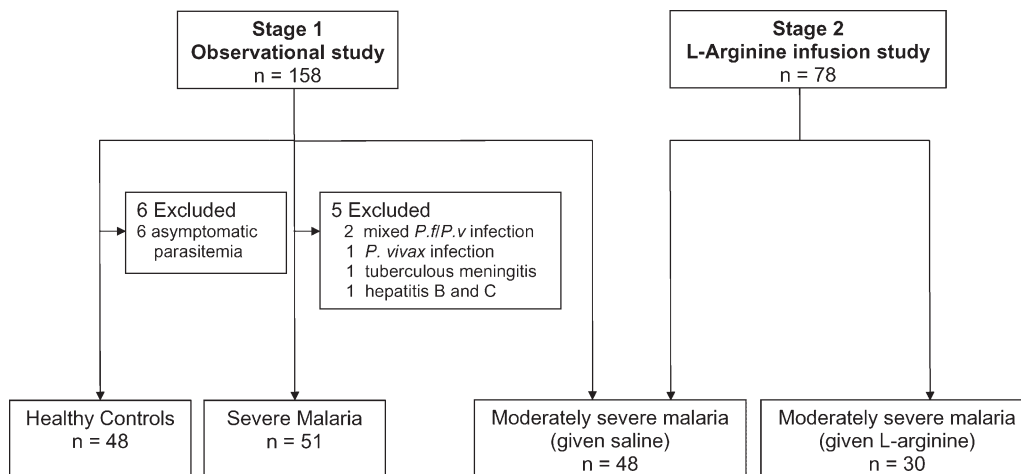 Stage 1
Observational study
n = 158
Stage 2
L-Arginine infusion study
n = 78
6 Excluded
6 asymptomatic
parasitemia
5 Excluded
2 mixed P.f/P.v infection
1 P. vivax infection
1 tuberculous meningitis
1 hepatitis B and C
Healthy Controls
n = 48
Severe Malaria
n = 51
Moderately severe malaria
(given saline)
n = 48
Moderately severe malaria
(given L-arginine)
n = 30